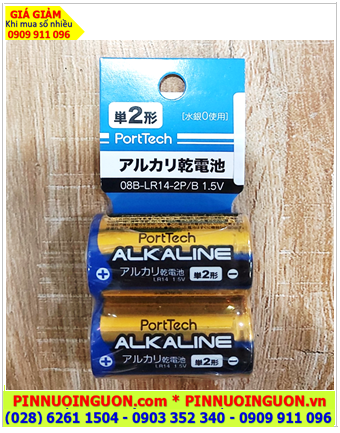 GIÁ GIẢM
Khi mua số nhiều
0909 911 096
単2形
[水銀0使用]
PortTech
アルカリ乾電池
08B-LR14-2P/B 1.5V
PortTech
ALKALINE
+ アルカリ乾電池 単2形 -
LR14 1.5V
PortTech
ALKALINE
+ アルカリ乾電池 単2形 -
LR14 1.5V
PINNUOINGUON.com * PINNUOINGUON.vn
(028) 6261 1504 - 0903 352 340 - 0909 911 096